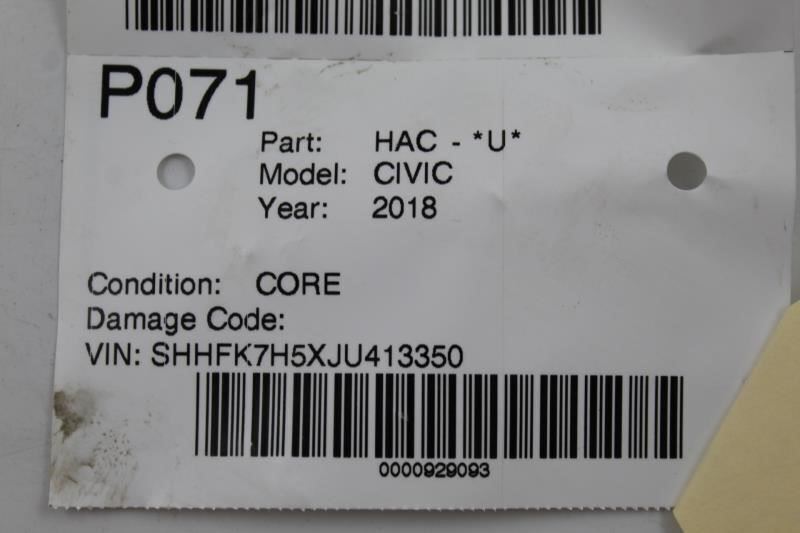 P071
Part: HAC - *U*
Model: CIVIC
Year: 2018
Condition: CORE
Damage Code:
VIN: SHHFK7H5XJU413350
0000929093